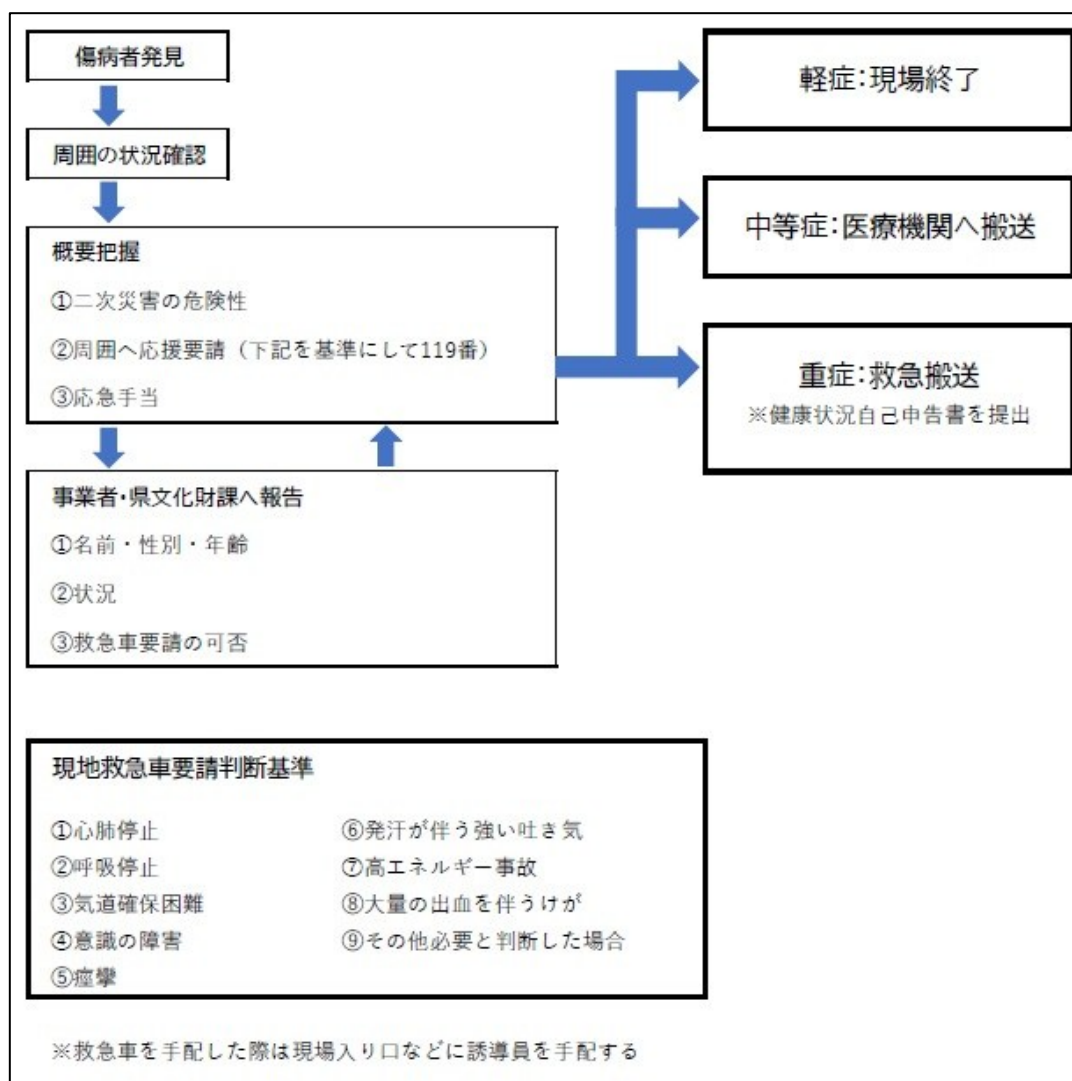 傷病者発見
周囲の状況確認
概要把握
①二次災害の危険性
②周囲へ応援要請（下記を基準にして119番）
③応急手当
事業者・県文化財課へ報告
①名前・性別・年齢
②状況
③救急車要請の可否
軽症：現場終了
中等症：医療機関へ搬送
重症：救急搬送
※健康状況自己申告書を提出
現地救急車要請判断基準
①心肺停止
②呼吸停止
③気道確保困難
④意識の障害
⑤痙攣
⑥発汗が伴う強い吐き気
⑦高エネルギー事故
⑧大量の出血を伴うけが
⑨その他必要と判断した場合
※救急車を手配した際は現場入り口などに誘導員を手配する